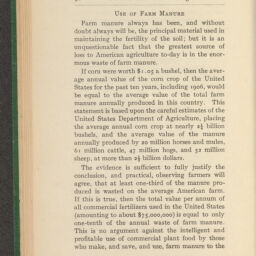 USE OF FARM MANURE
Farm manure always has been, and without
doubt always will be, the principal material used in
maintaining the fertility of the soil; but it is an
unquestionable fact that the greatest source of
loss to American agriculture to-day is in the enor-
mous waste of farm manure.
If corn were worth $1.05 a bushel, then the aver-
age annual value of the corn crop of the United
States for the past ten years, including 1906, would
be equal to the average value of the total farm
manure annually produced in this country. This
statement is based upon the careful estimates of the
United States Department of Agriculture, placing
the average annual corn crop at nearly 2¼ billion
bushels, and the average value of the manure
annually produced by 20 million horses and mules,
61 million cattle, 47 million hogs, and 52 million
sheep, at more than 2⅓ billion dollars.
The evidence is sufficient to fully justify the
conclusion, and practical, observing farmers will
agree, that at least one-third of the manure pro-
duced is wasted on the average American farm.
If this is true, then the total value per annum of
all commercial fertilizers used in the United States
(amounting to about $75,000,000) is equal to only
one-tenth of the annual waste of farm manure.
This is no argument against the intelligent and
profitable use of commercial plant food by those
who make, and save, and use, farm manure to the